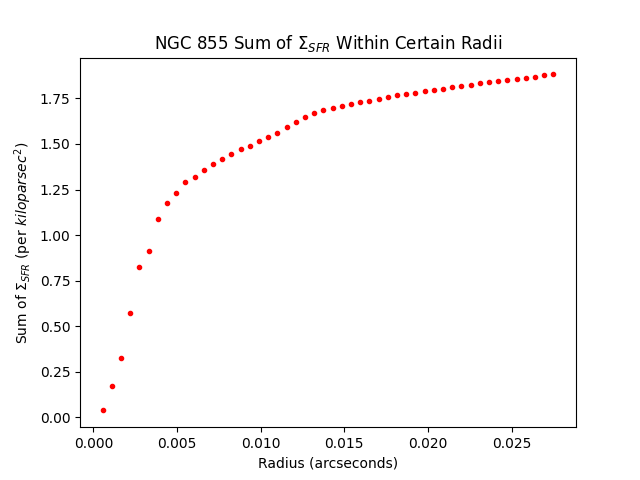 NGC 855 Sum of Σ_SFR Within Certain Radii
Sum of Σ_SFR (per kiloparsec²)
1.75
1.50
1.25
1.00
0.75
0.50
0.25
0.00
0.000 0.005 0.010 0.015 0.020 0.025
Radius (arcseconds)